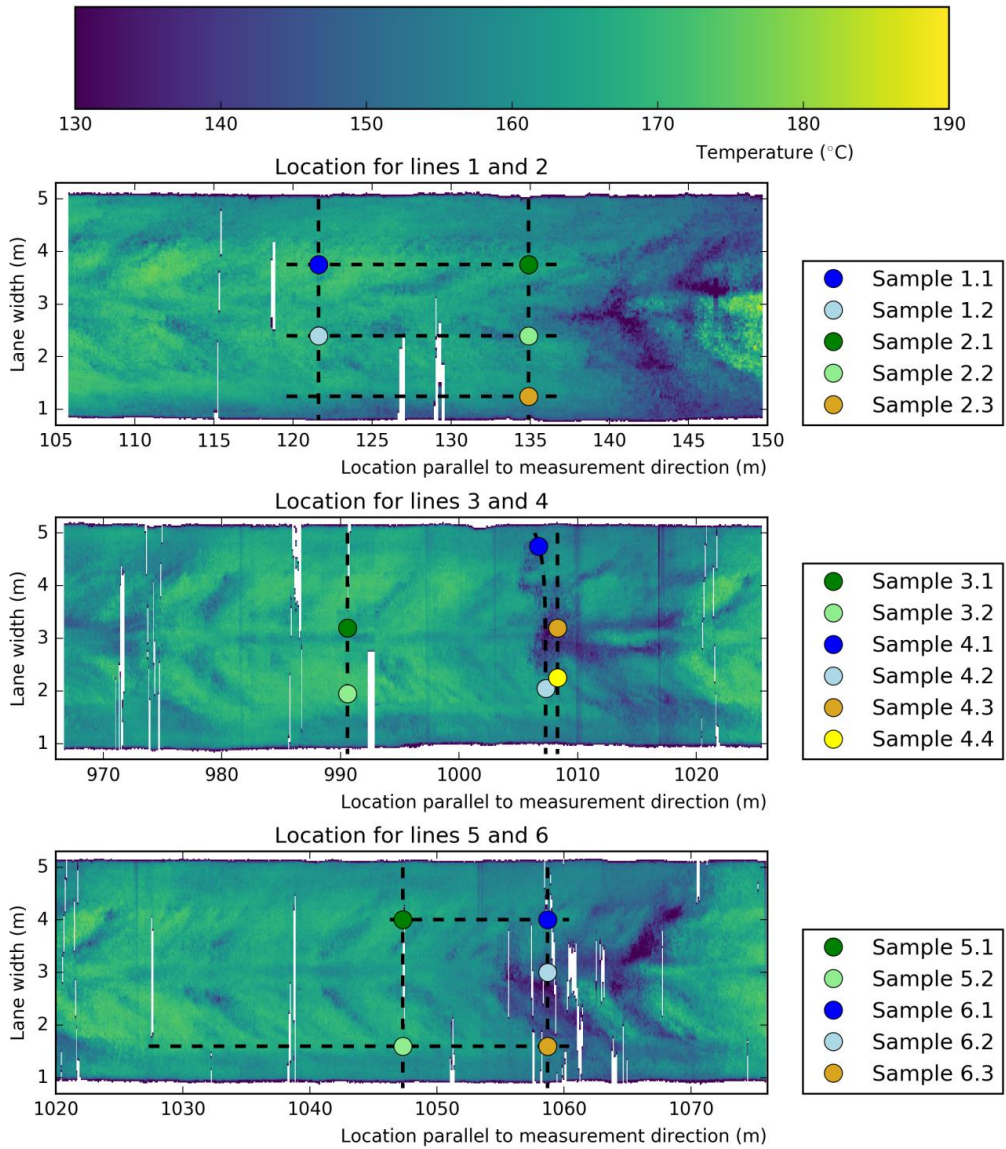 130 140 150 160 170 180 190
Temperature (°C)
Location for lines 1 and 2
Lane width (m)
5
4
3
2
1
105 110 115 120 125 130 135 140 145 150
Location parallel to measurement direction (m)
Sample 1.1
Sample 1.2
Sample 2.1
Sample 2.2
Sample 2.3
Location for lines 3 and 4
Lane width (m)
5
4
3
2
1
970 980 990 1000 1010 1020
Location parallel to measurement direction (m)
Sample 3.1
Sample 3.2
Sample 4.1
Sample 4.2
Sample 4.3
Sample 4.4
Location for lines 5 and 6
Lane width (m)
5
4
3
2
1
1020 1030 1040 1050 1060 1070
Location parallel to measurement direction (m)
Sample 5.1
Sample 5.2
Sample 6.1
Sample 6.2
Sample 6.3